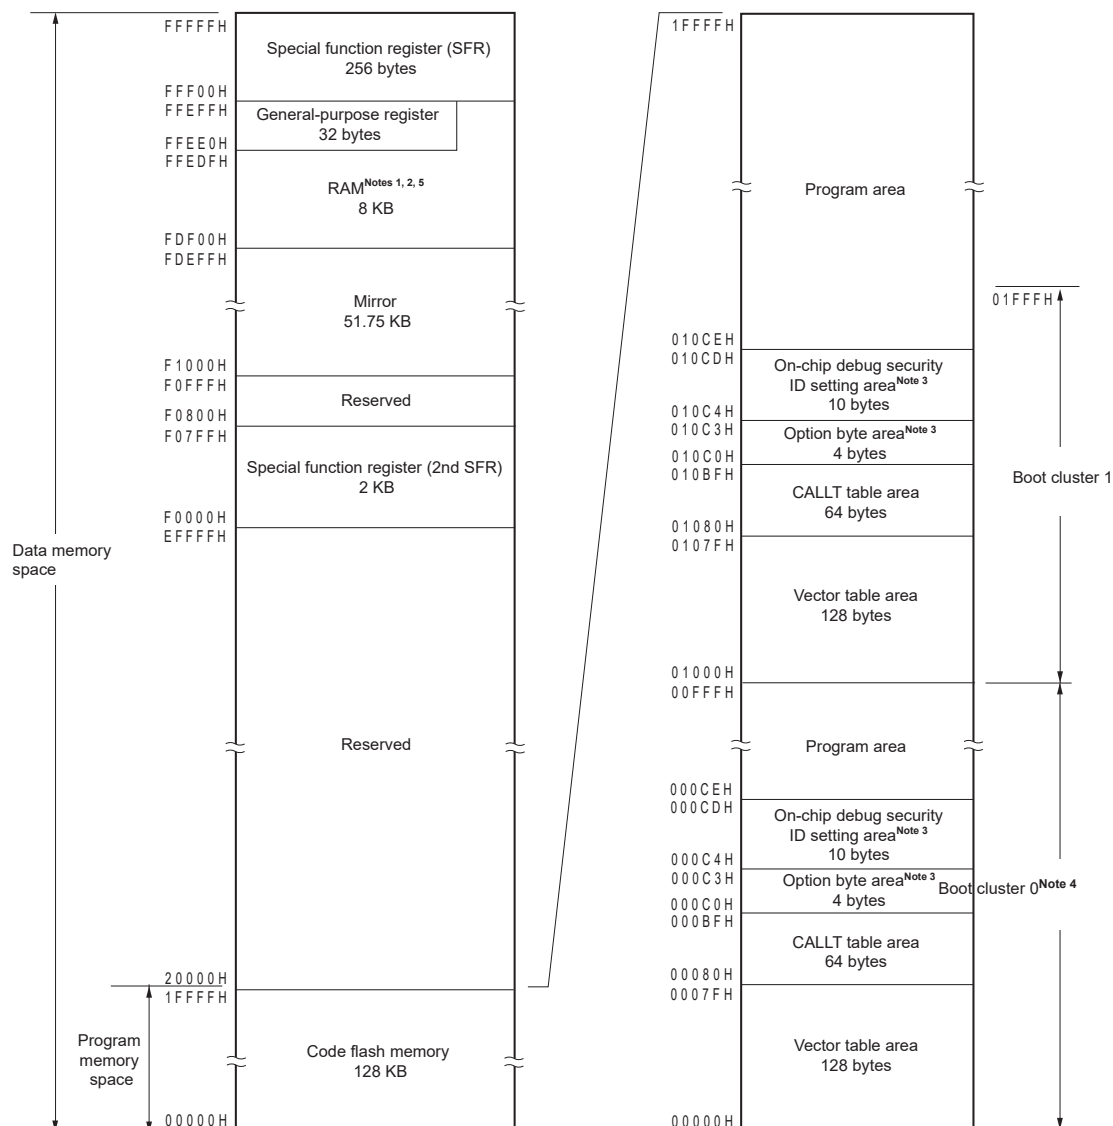 FFFFFH
Special function register (SFR)
256 bytes
FFF00H
FFEFFH
General-purpose register
32 bytes
FFEE0H
FFEDFH
RAMNotes 1, 2, 5
8 KB
FDF00H
FDEFFH
Mirror
51.75 KB
F1000H
F0FFFH
Reserved
F0800H
F07FFH
Special function register (2nd SFR)
2 KB
F0000H
EFFFFH
Data memory
space
Reserved
20000H
1FFFFH
Program
memory
space
Code flash memory
128 KB
00000H
1FFFFH
Program area
01FFFH
010CEH
010CDH
On-chip debug security
ID setting areaNote 3
10 bytes
010C4H
010C3H
Option byte areaNote 3
4 bytes
010C0H
010BFH
Boot cluster 1
CALLT table area
64 bytes
01080H
0107FH
Vector table area
128 bytes
01000H
00FFFH
Program area
000CEH
000CDH
On-chip debug security
ID setting areaNote 3
10 bytes
000C4H
000C3H
Option byte areaNote 3
4 bytes
Boot cluster 0Note 4
000C0H
000BFH
CALLT table area
64 bytes
00080H
0007FH
Vector table area
128 bytes
00000H